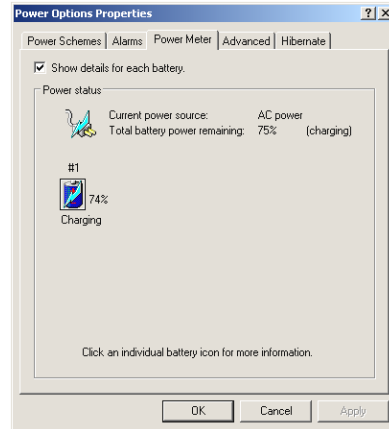 Power Options Properties
Power Schemes Alarms Power Meter Advanced Hibernate
Show details for each battery.
Power status
Current power source: AC power
Total battery power remaining: 75% (charging)
#1
74%
Charging
Click an individual battery icon for more information.
OK Cancel Apply